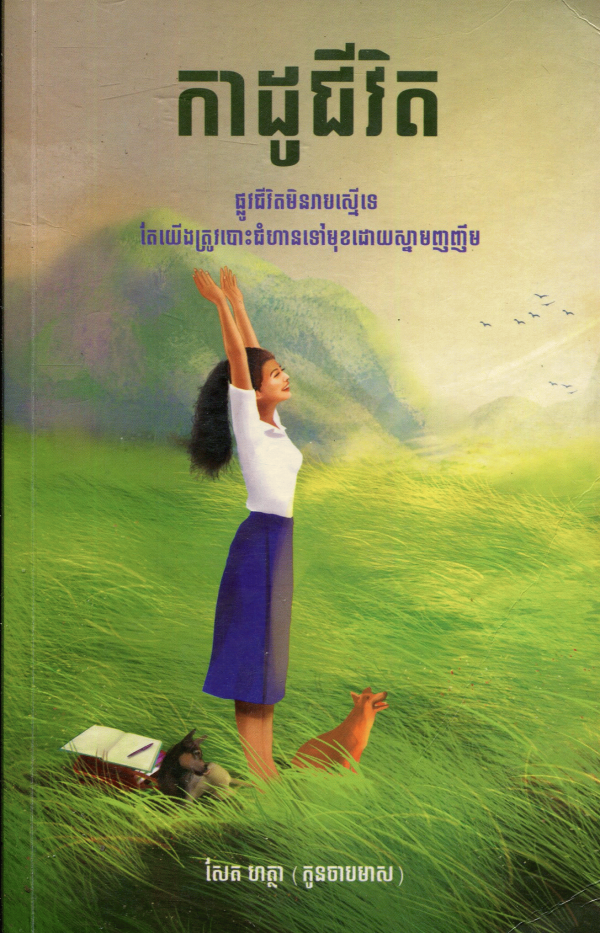 កាដូជីវិត
ផ្លូវជីវិតមិនរាបស្មើទេ
តែយើងត្រូវបោះជំហានទៅមុខដោយស្នាមញញឹម
សែត ហត្ថា ( កូនចាបមាស )